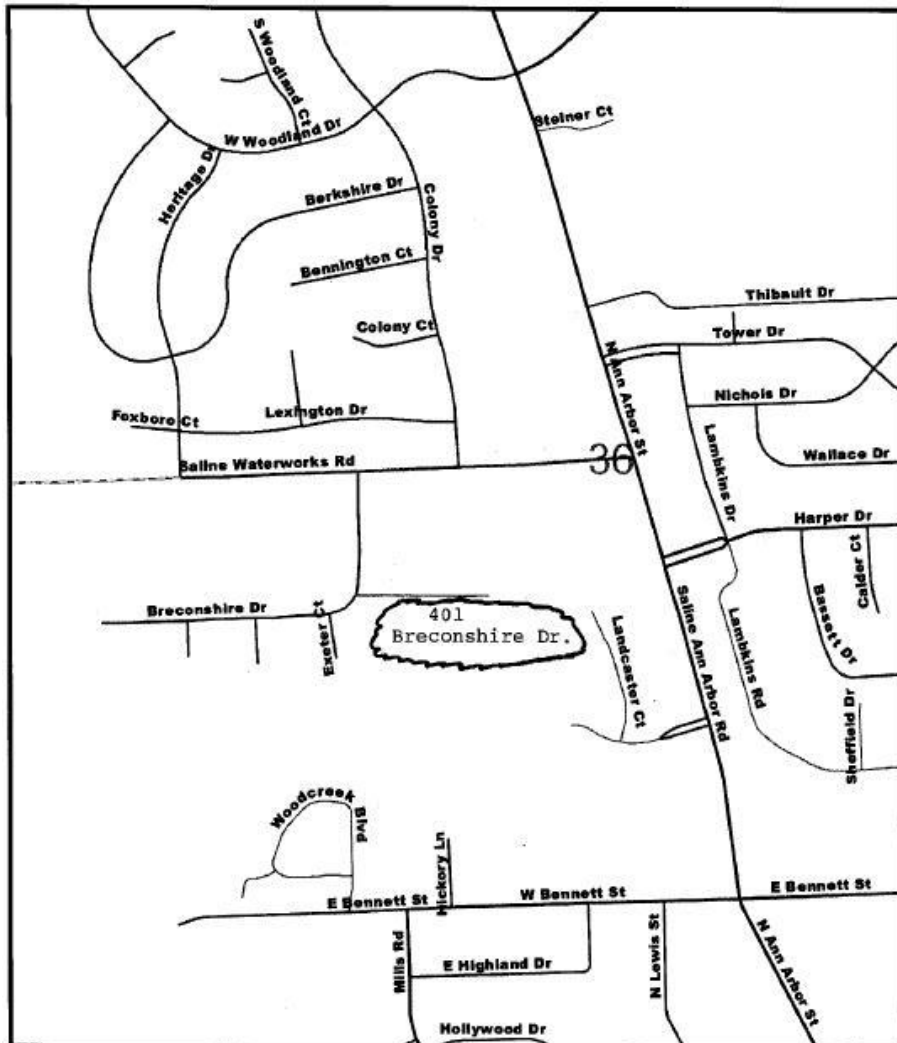 S Woodland Ct
W Woodland Dr
Steiner Ct
Heritage Dr
Berkshire Dr
Colony Dr
Bennington Ct
Thibault Dr
Colony Ct
Tower Dr
N Ann Arbor St
Nichols Dr
Foxboro Ct
Lexington Dr
Lambkins Dr
Wallace Dr
Saline Waterworks Rd
36
Harper Dr
Calder Ct
Bassett Dr
Breconshire Dr
Exeter Ct
401
Breconshire Dr.
Landcaster Ct
Saline Ann Arbor Rd
Lambkins Rd
Sheffield Dr
Woodcreek Blvd
Hickory Ln
E Bennett St
W Bennett St
E Bennett St
Mills Rd
E Highland Dr
N Lewis St
N Ann Arbor St
Hollywood Dr